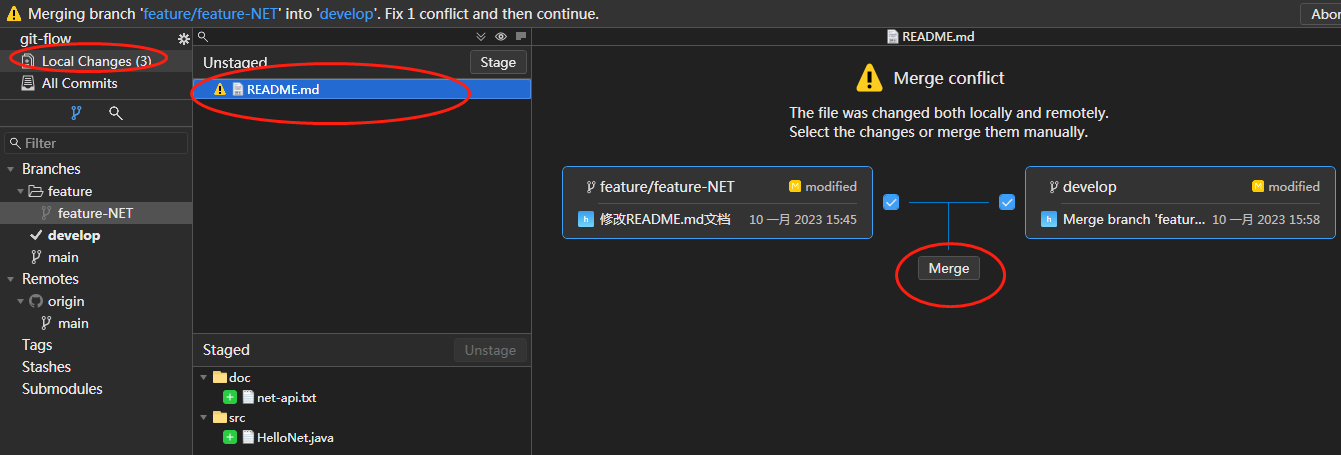 Merging branch 'feature/feature-NET' into 'develop'. Fix 1 conflict and then continue.
Abor
git-flow
Local Changes (3)
All Commits
Filter
Branches
feature
feature-NET
develop
main
Remotes
origin
main
Tags
Stashes
Submodules
Unstaged
Stage
README.md
Staged
Unstage
doc
net-api.txt
src
HelloNet.java
README.md
Merge conflict
The file was changed both locally and remotely.
Select the changes or merge them manually.
feature/feature-NET M modified
h 修改README.md文档 10 一月 2023 15:45
develop M modified
h Merge branch 'featur... 10 一月 2023 15:58
Merge